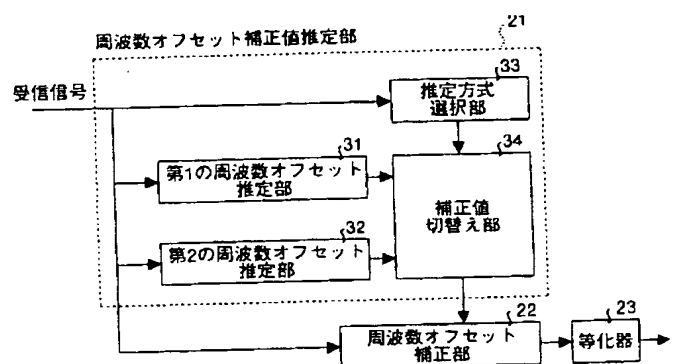 21
周波数オフセット補正値推定部
33
受信信号
推定方式
選択部
31
34
第1の周波数オフセット
推定部
補正値
切替え部
32
第2の周波数オフセット
推定部
22
23
周波数オフセット
補正部
等化器